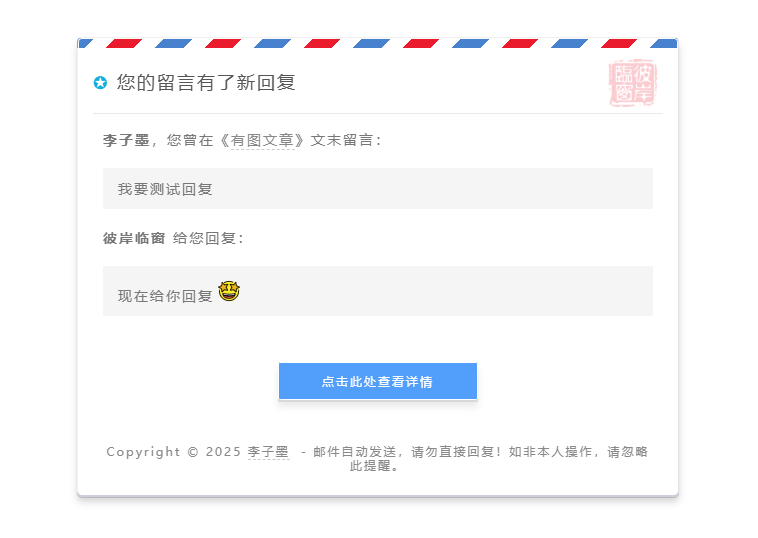 您的留言有了新回复
臨窗彼岸
李子墨，您曾在《有图文章》文末留言：
我要测试回复
彼岸临窗 给您回复：
现在给你回复
点击此处查看详情
Copyright © 2025 李子墨 - 邮件自动发送，请勿直接回复！如非本人操作，请忽略
此提醒。